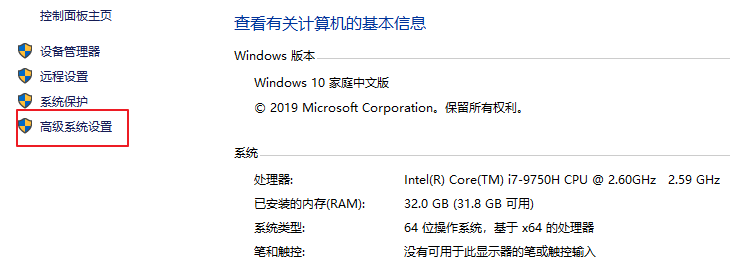 控制面板主页
设备管理器
远程设置
系统保护
高级系统设置
查看有关计算机的基本信息
Windows 版本
Windows 10 家庭中文版
© 2019 Microsoft Corporation。保留所有权利。
系统
处理器: Intel(R) Core(TM) i7-9750H CPU @ 2.60GHz 2.59 GHz
已安装的内存(RAM): 32.0 GB (31.8 GB 可用)
系统类型: 64 位操作系统，基于 x64 的处理器
笔和触控: 没有可用于此显示器的笔或触控输入